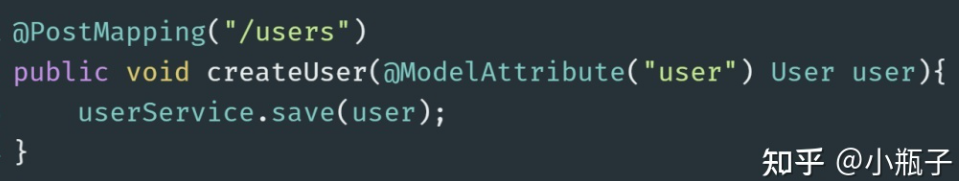 @PostMapping("/users")
public void createUser(@ModelAttribute("user") User user){
    userService.save(user);
}
知乎 @小瓶子